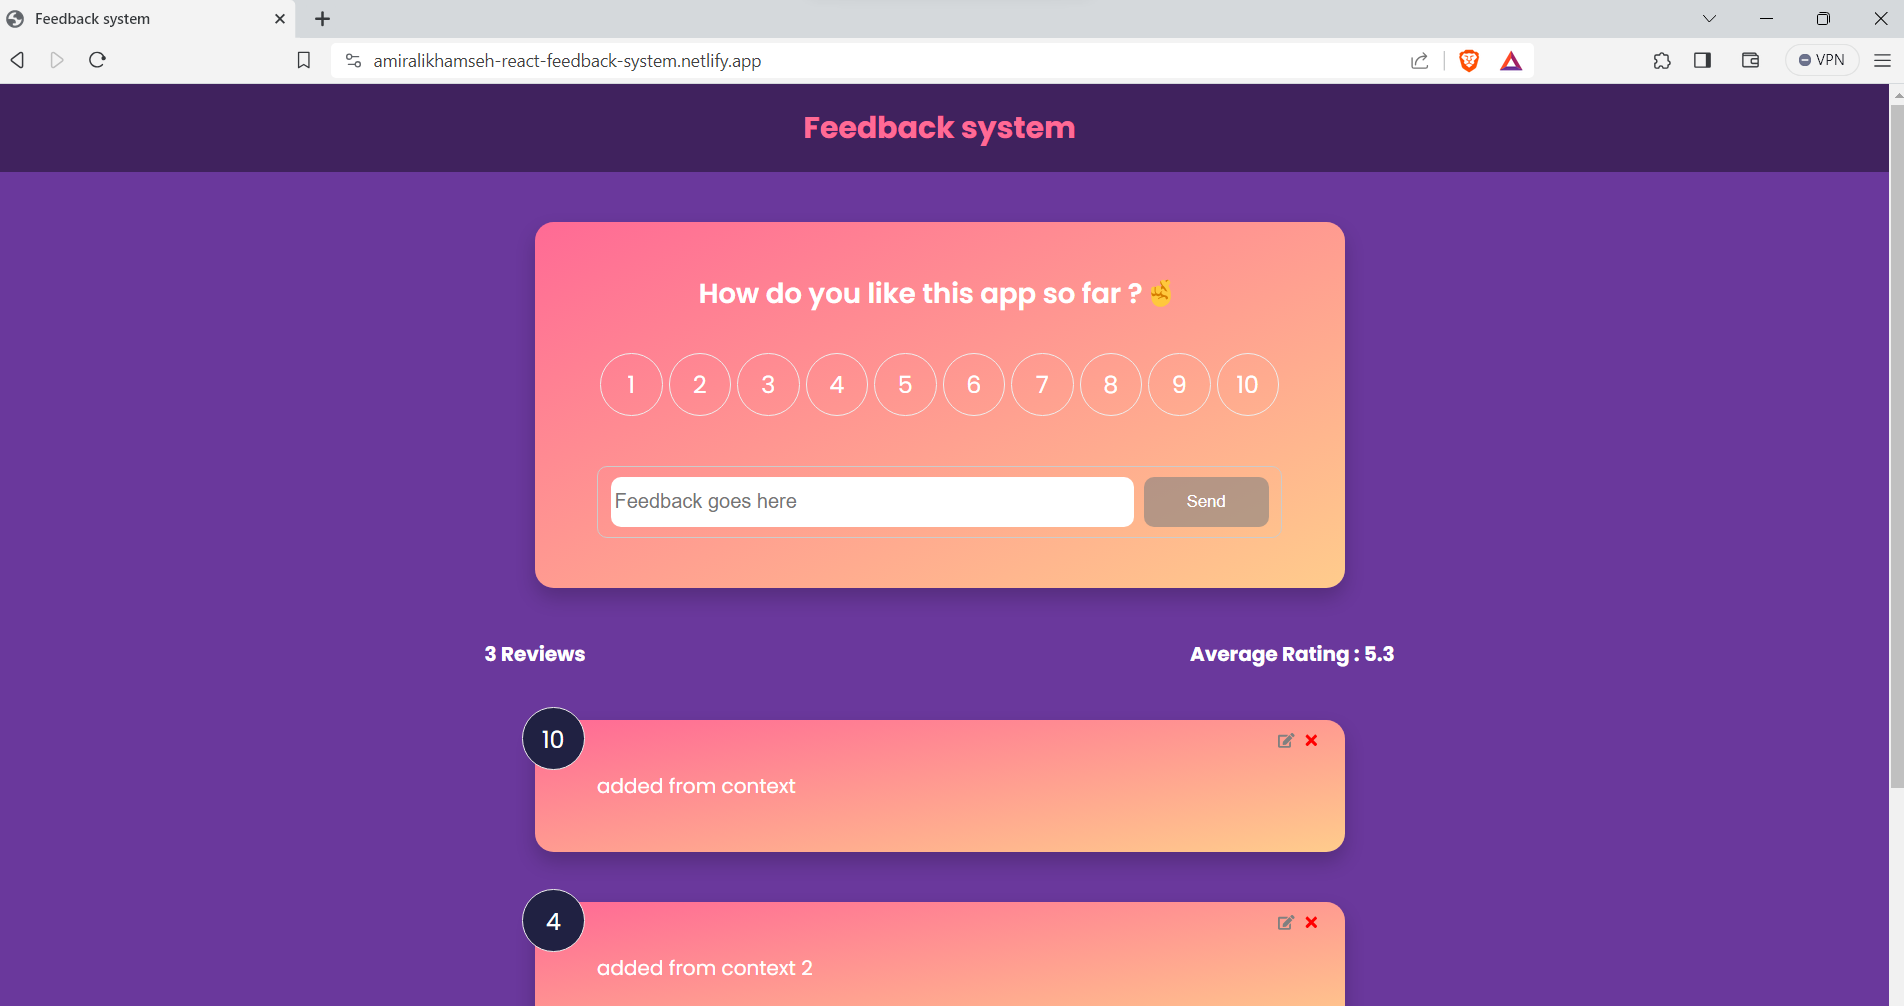 Feedback system
amiralikhamseh-react-feedback-system.netlify.app
VPN
Feedback system
How do you like this app so far ?🤞
1 2 3 4 5 6 7 8 9 10
Feedback goes here
Send
3 Reviews
Average Rating : 5.3
10
added from context
4
added from context 2